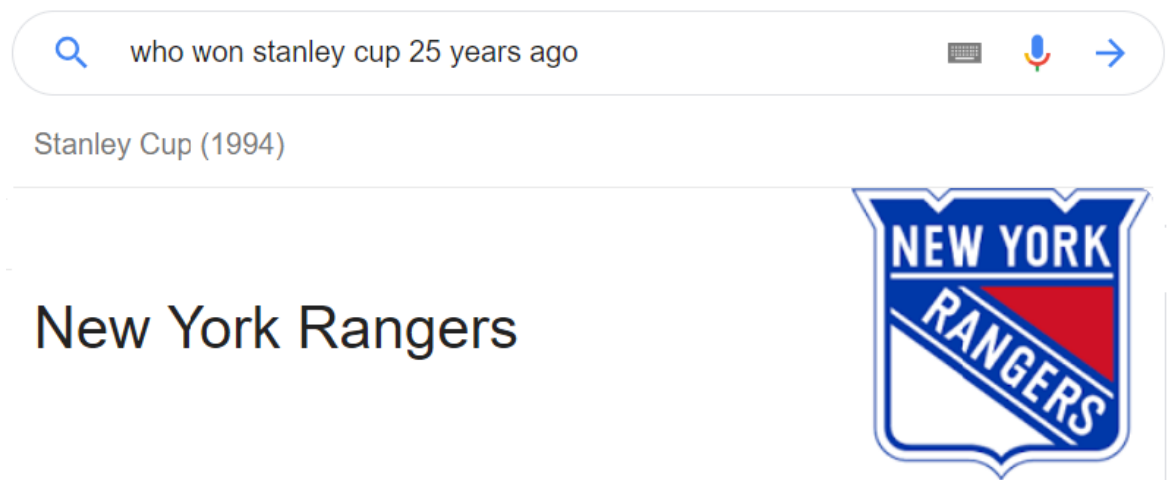 who won stanley cup 25 years ago
Stanley Cup (1994)
New York Rangers
NEW YORK
RANGERS